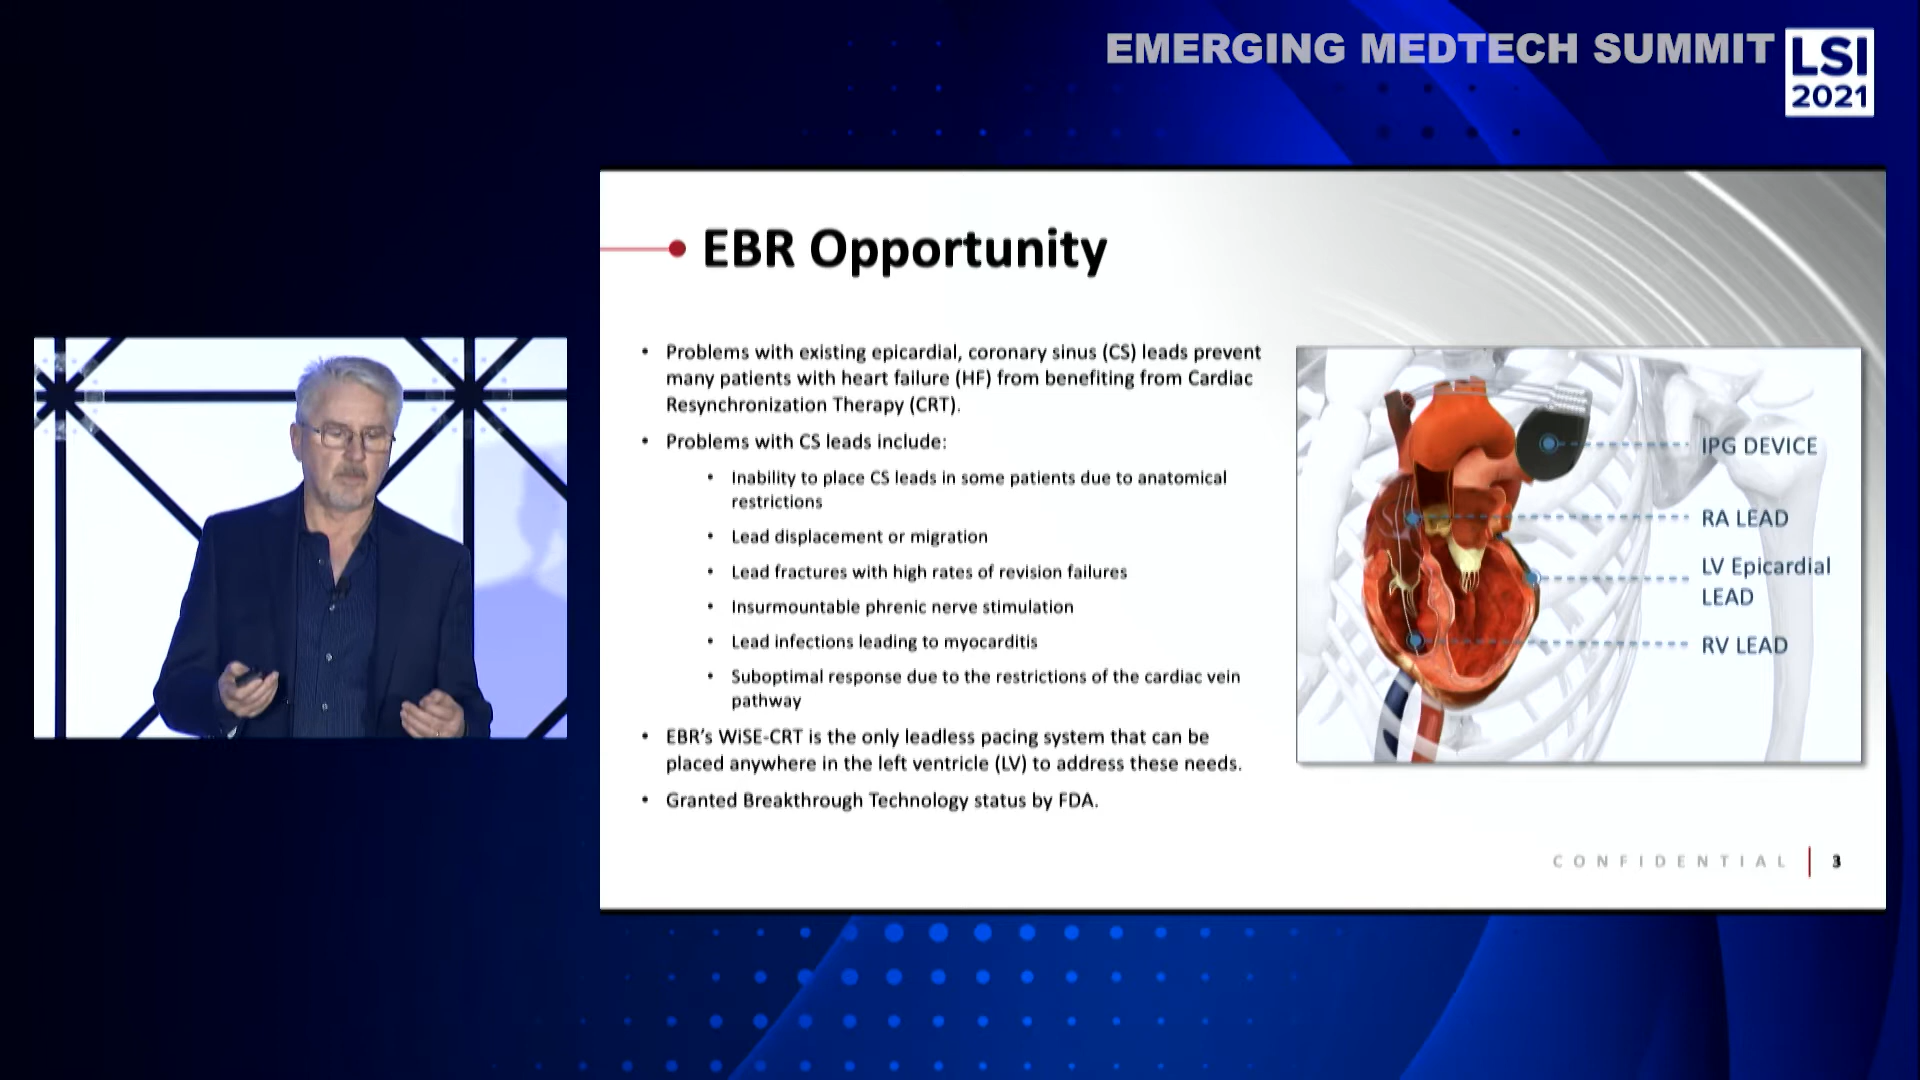 EMERGING MEDTECH SUMMIT
LSI
2021
EBR Opportunity
• Problems with existing epicardial, coronary sinus (CS) leads prevent
many patients with heart failure (HF) from benefiting from Cardiac
Resynchronization Therapy (CRT).
• Problems with CS leads include:
• Inability to place CS leads in some patients due to anatomical
restrictions
• Lead displacement or migration
• Lead fractures with high rates of revision failures
• Insurmountable phrenic nerve stimulation
• Lead infections leading to myocarditis
• Suboptimal response due to the restrictions of the cardiac vein
pathway
• EBR's WiSE-CRT is the only leadless pacing system that can be
placed anywhere in the left ventricle (LV) to address these needs.
• Granted Breakthrough Technology status by FDA.
IPG DEVICE
RA LEAD
LV Epicardial
LEAD
RV LEAD
CONFIDENTIAL
3